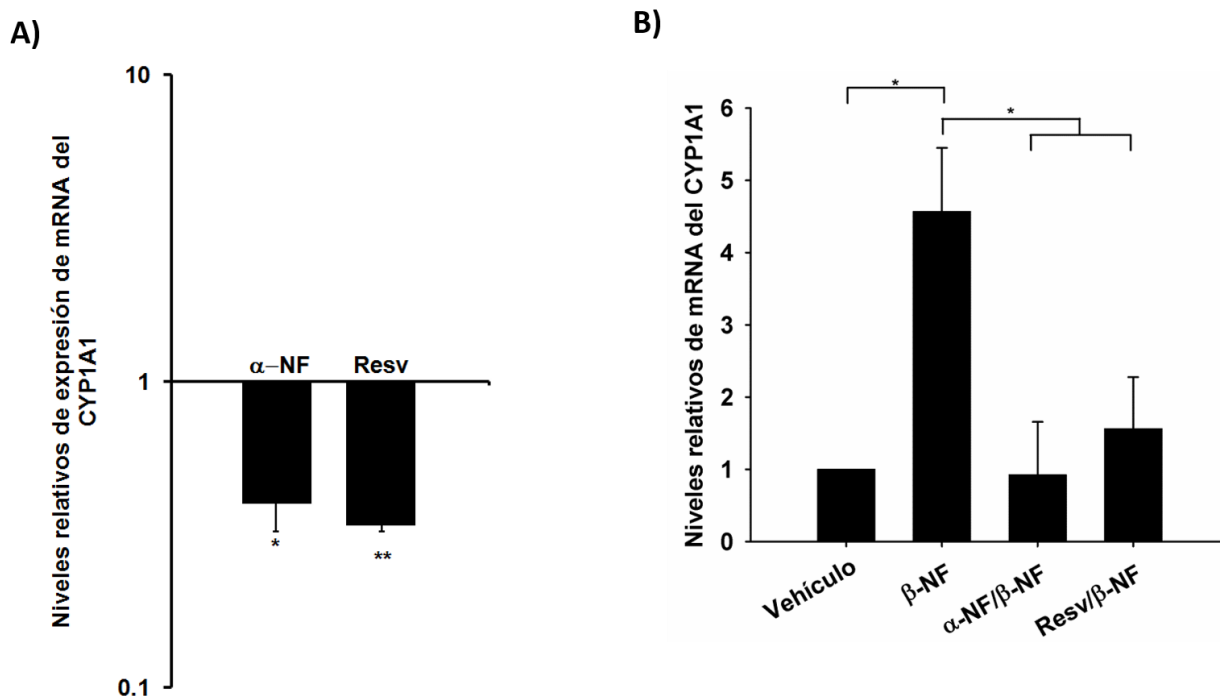 A)
Niveles relativos de expresión de mRNA del
CYP1A1
10
1
0.1
α–NF
Resv
*
**
B)
Niveles relativos de mRNA del CYP1A1
6
5
4
3
2
1
0
*
*
Vehículo
β-NF
α-NF/β-NF
Resv/β-NF